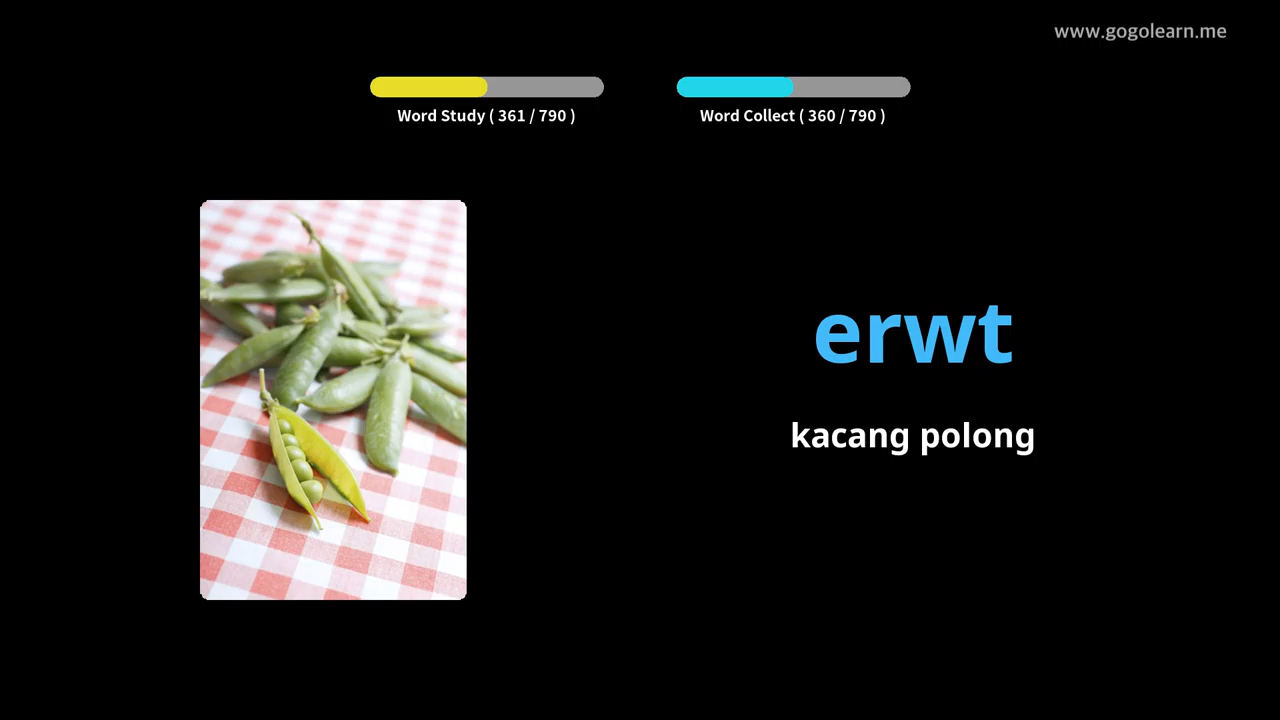 www.gogolearn.me
Word Study ( 361 / 790 )
Word Collect ( 360 / 790 )
erwt
kacang polong